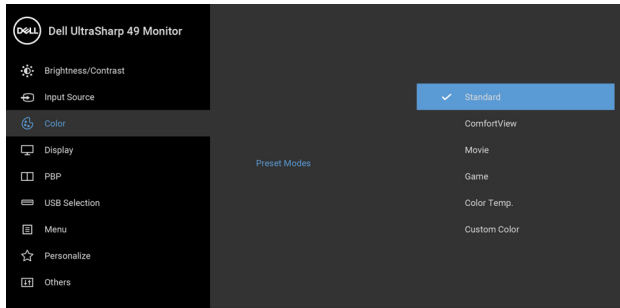 DELL Dell UltraSharp 49 Monitor
Brightness/Contrast
Input Source
Color
Display
PBP
USB Selection
Menu
Personalize
Others
Preset Modes
Standard
ComfortView
Movie
Game
Color Temp.
Custom Color